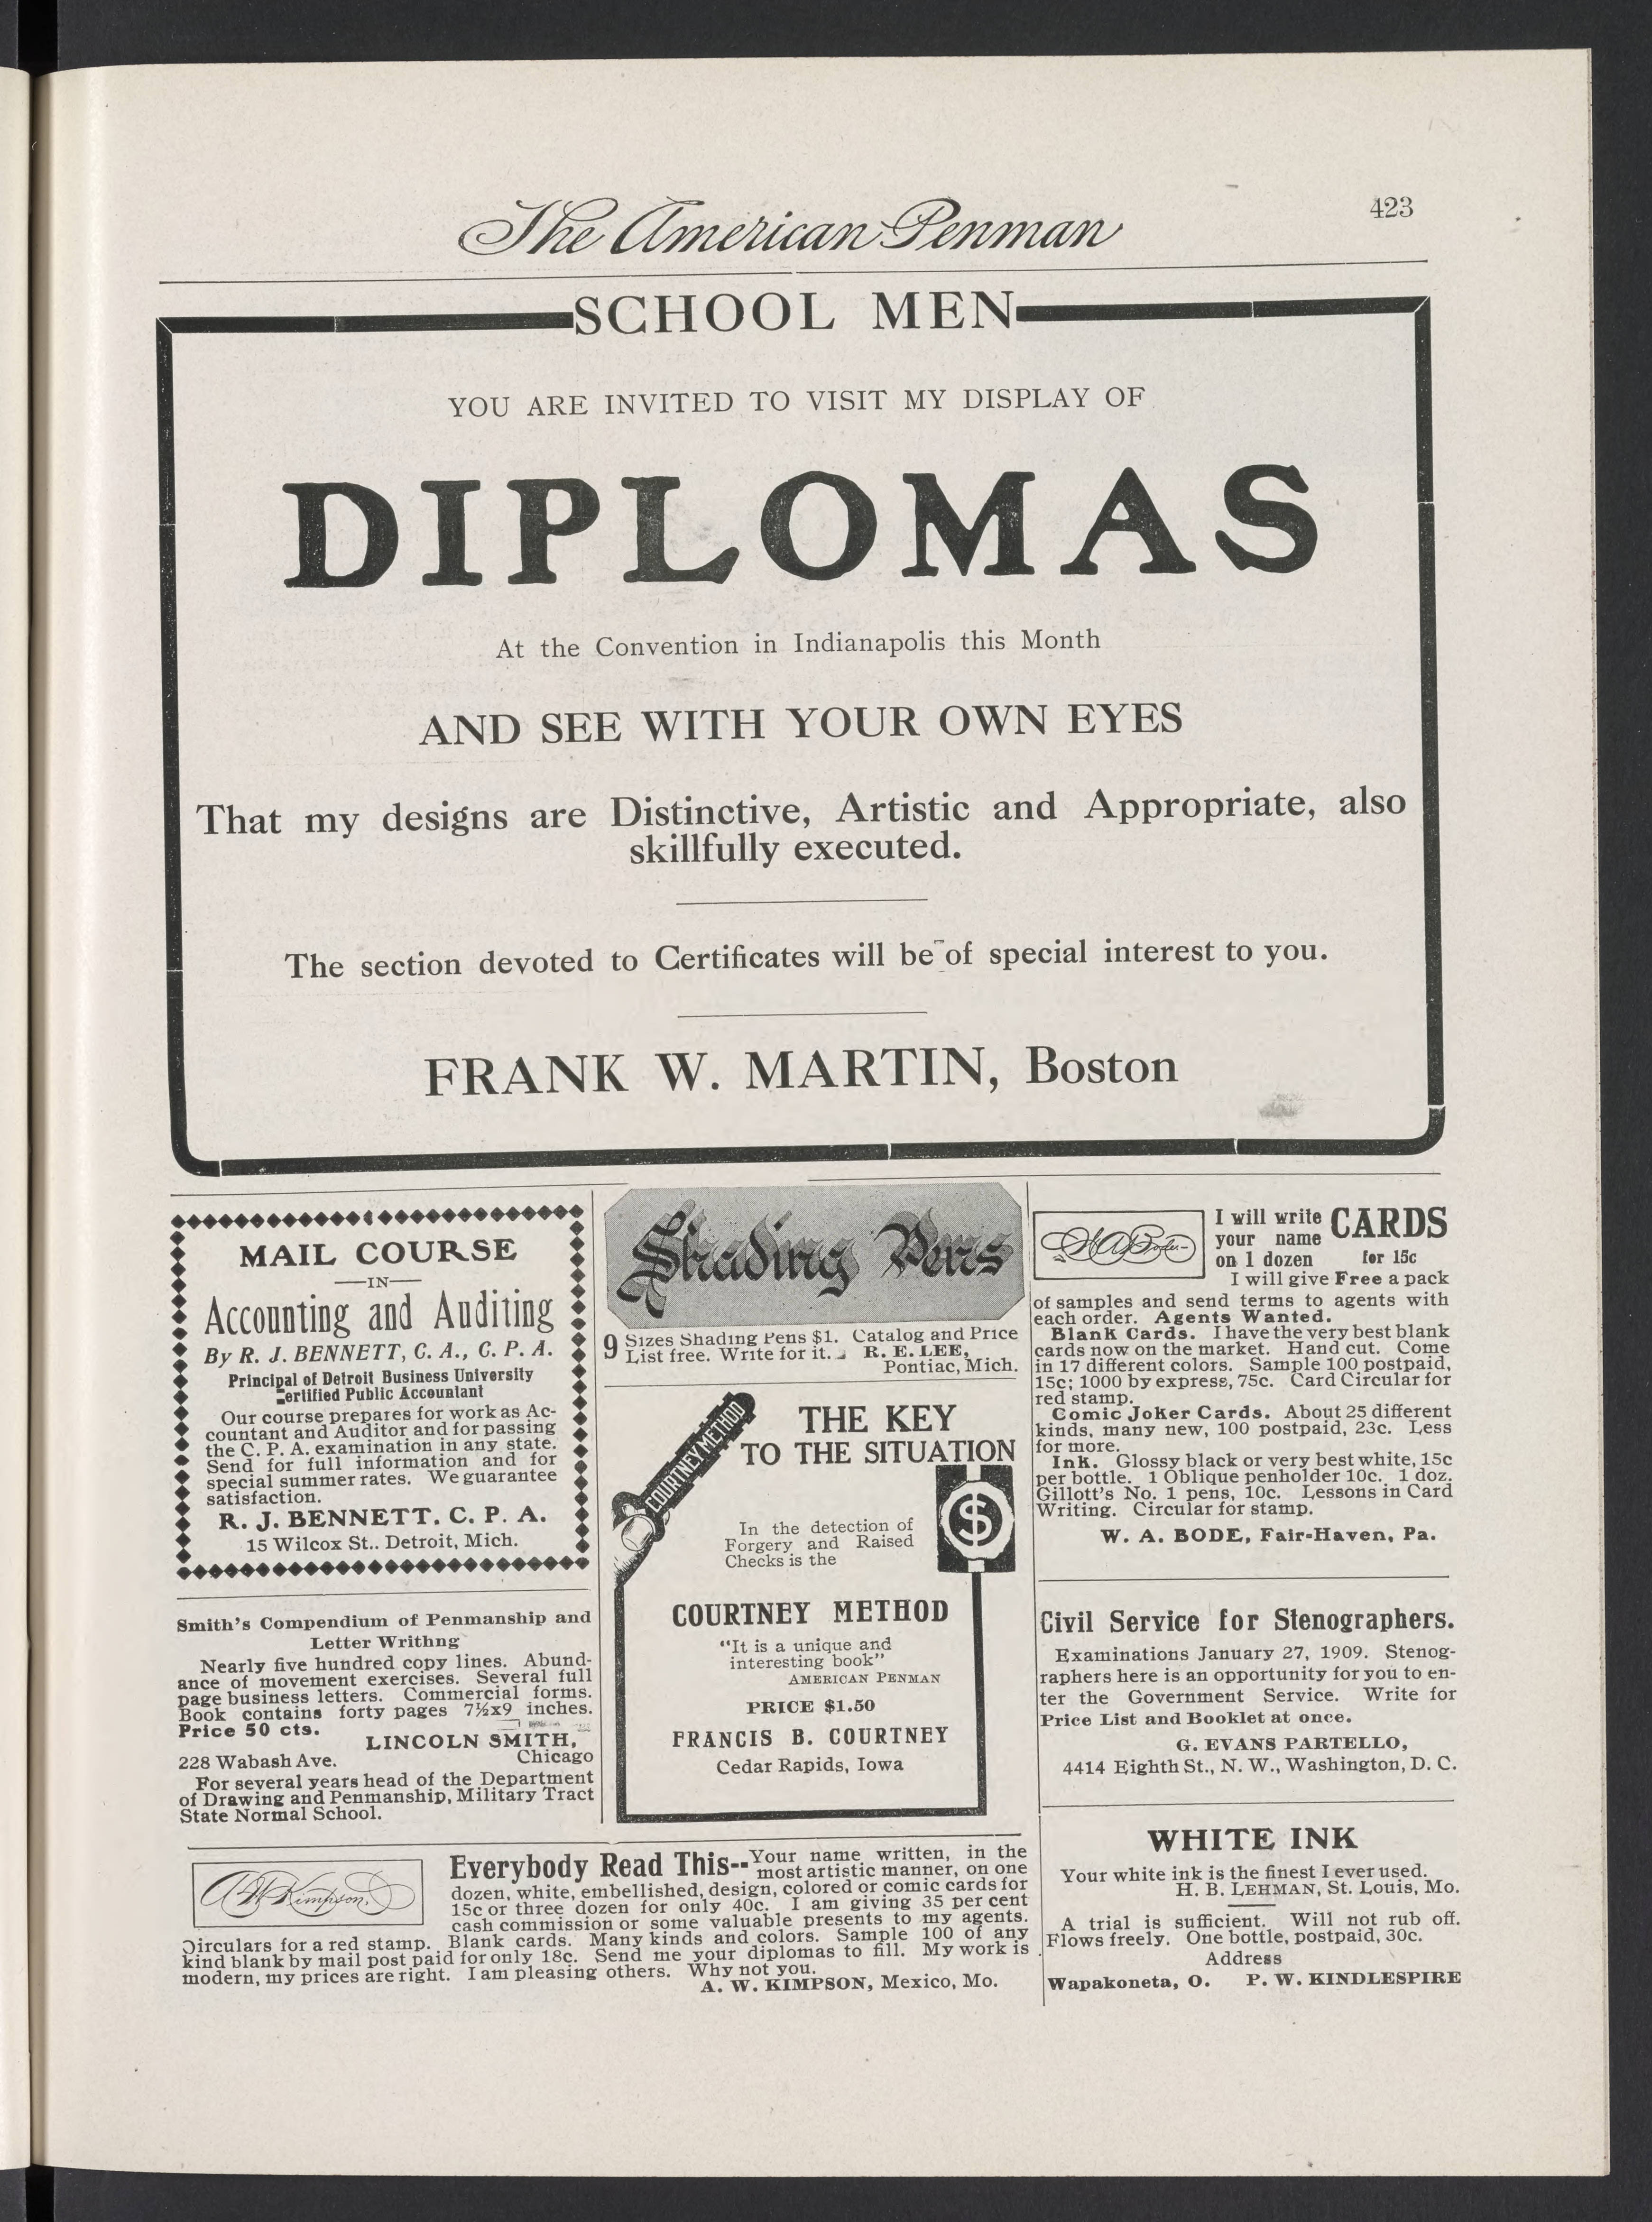 The American Penman
423
SCHOOL MEN
YOU ARE INVITED TO VISIT MY DISPLAY OF
DIPLOMAS
At the Convention in Indianapolis this Month
AND SEE WITH YOUR OWN EYES
That my designs are Distinctive, Artistic and Appropriate, also
skillfully executed.
The section devoted to Certificates will be of special interest to you.
FRANK W. MARTIN, Boston
MAIL COURSE
—IN—
Accounting and Auditing
By R. J. BENNETT, C. A., C. P. A.
Principal of Detroit Business University
Certified Public Accountant
Our course prepares for work as Ac-
countant and Auditor and for passing
the C. P. A. examination in any state.
Send for full information and for
special summer rates. We guarantee
satisfaction.
R. J. BENNETT. C. P. A.
15 Wilcox St.. Detroit, Mich.
Smith's Compendium of Penmanship and
Letter Writhng
Nearly five hundred copy lines. Abund-
ance of movement exercises. Several full
page business letters. Commercial forms.
Book contains forty pages 7½x9 inches.
Price 50 cts.
LINCOLN SMITH,
228 Wabash Ave. Chicago
For several years head of the Department
of Drawing and Penmanship, Military Tract
State Normal School.
Shading Pens
9 Sizes Shading Pens $1. Catalog and Price
List free. Write for it. R. E. LEE,
Pontiac, Mich.
COURTNEY METHOD
THE KEY
TO THE SITUATION
$
In the detection of
Forgery and Raised
Checks is the
COURTNEY METHOD
"It is a unique and
interesting book"
AMERICAN PENMAN
PRICE $1.50
FRANCIS B. COURTNEY
Cedar Rapids, Iowa
W A Bode
I will write CARDS
your name
on 1 dozen for 15c
I will give Free a pack
of samples and send terms to agents with
each order. Agents Wanted.
Blank Cards. I have the very best blank
cards now on the market. Hand cut. Come
in 17 different colors. Sample 100 postpaid,
15c; 1000 by express, 75c. Card Circular for
red stamp.
Comic Joker Cards. About 25 different
kinds, many new, 100 postpaid, 23c. Less
for more.
Ink. Glossy black or very best white, 15c
per bottle. 1 Oblique penholder 10c. 1 doz.
Gillott's No. 1 pens, 10c. Lessons in Card
Writing. Circular for stamp.
W. A. BODE, Fair-Haven, Pa.
Civil Service for Stenographers.
Examinations January 27, 1909. Stenog-
raphers here is an opportunity for you to en-
ter the Government Service. Write for
Price List and Booklet at once.
G. EVANS PARTELLO,
4414 Eighth St., N. W., Washington, D. C.
A W Kimpson.
Everybody Read This--Your name written, in the
most artistic manner, on one
dozen, white, embellished, design, colored or comic cards for
15c or three dozen for only 40c. I am giving 35 per cent
cash commission or some valuable presents to my agents.
Circulars for a red stamp. Blank cards. Many kinds and colors. Sample 100 of any
kind blank by mail post paid for only 18c. Send me your diplomas to fill. My work is
modern, my prices are right. I am pleasing others. Why not you.
A. W. KIMPSON, Mexico, Mo.
WHITE INK
Your white ink is the finest I ever used.
H. B. LEHMAN, St. Louis, Mo.
A trial is sufficient. Will not rub off.
Flows freely. One bottle, postpaid, 30c.
Address
Wapakoneta, O. P. W. KINDLESPIRE